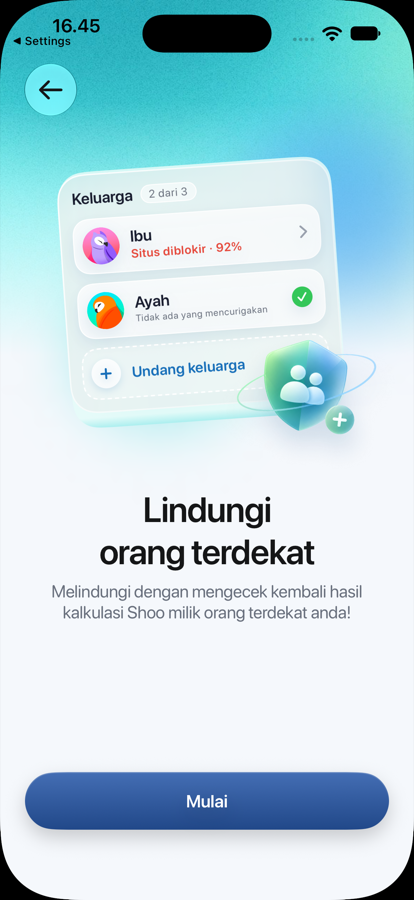 16.45
◀ Settings
Keluarga 2 dari 3
Ibu
Situs diblokir · 92%
Ayah
Tidak ada yang mencurigakan
Undang keluarga
Lindungi
orang terdekat
Melindungi dengan mengecek kembali hasil
kalkulasi Shoo milik orang terdekat anda!
Mulai